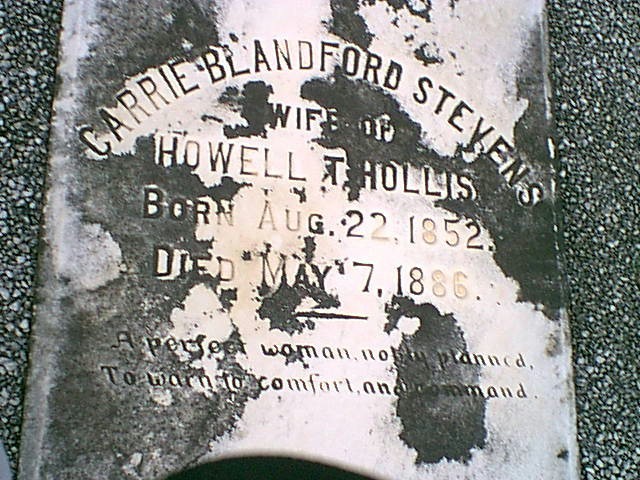 CARRIE BLANDFORD STEVENS
WIFE OF
HOWELL T. HOLLIS
BORN AUG. 22, 1852.
DIED MAY 7, 1886.
A perfect woman, nobly planned,
To warn, to comfort, and command.